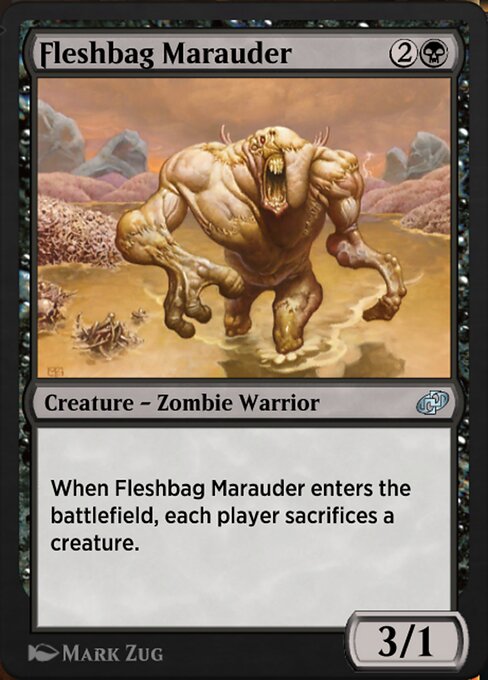 Fleshbag Marauder 2
Creature – Zombie Warrior
When Fleshbag Marauder enters the
battlefield, each player sacrifices a
creature.
3/1
Mark Zug